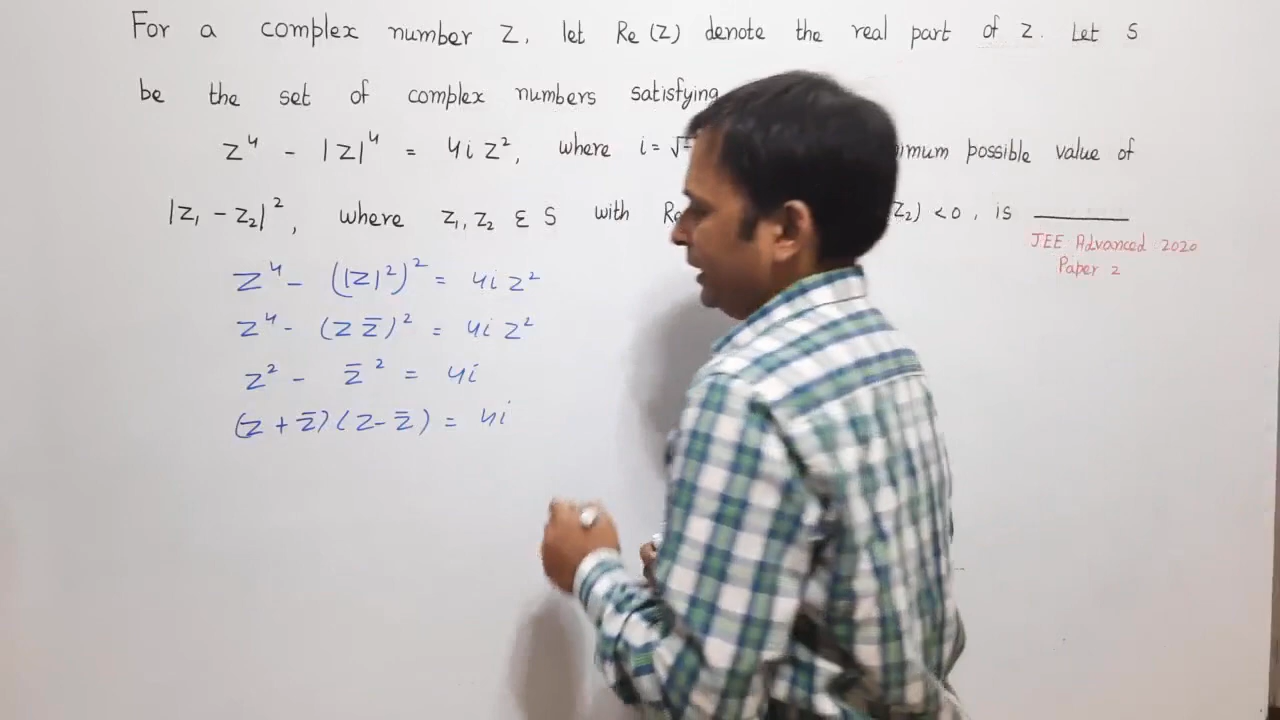 For a complex number z, let Re (z) denote the real part of z. Let S
be the set of complex numbers satisfying
z⁴ - |z|⁴ = 4i z², where i = √ possible value of
|z₁ - z₂|², where z₁, z₂ ∈ S with z₂) < 0, is ______
JEE Advanced 2020
Paper 2
z⁴ - (|z|²)² = 4i z²
z⁴ - (z z̄)² = 4i z²
z² - z̄² = 4i
(z + z̄)(z - z̄) = 4i